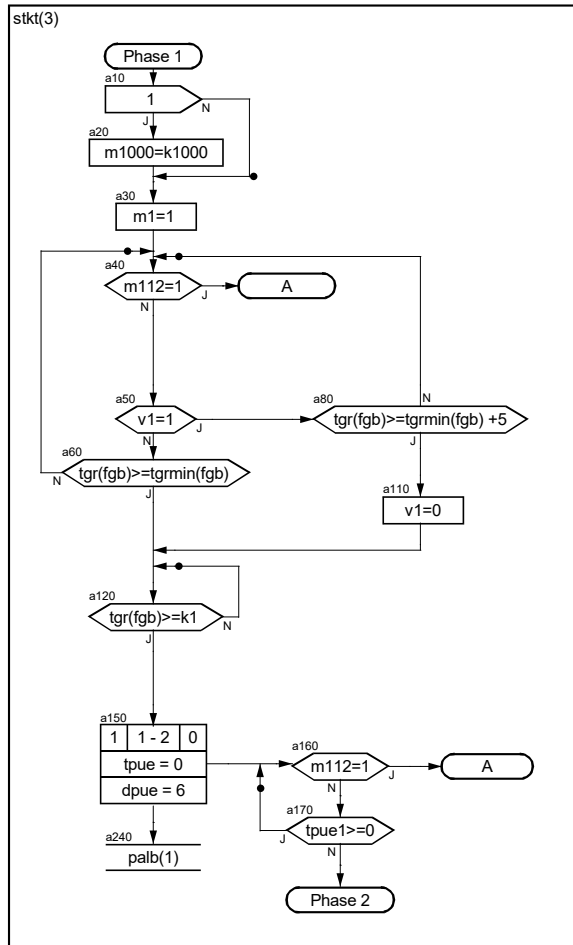 stkt(3)
Phase 1
a10
1
N
J
a20
m1000=k1000
a30
m1=1
a40
m112=1
J
A
N
a50
v1=1
J
N
a80
N
tgr(fgb)>=tgrmin(fgb) +5
J
a60
tgr(fgb)>=tgrmin(fgb)
N
J
a110
v1=0
a120
tgr(fgb)>=k1
N
J
a150
1 1 - 2 0
tpue = 0
dpue = 6
a160
m112=1
J
A
N
a170
tpue1>=0
J
N
a240
palb(1)
Phase 2